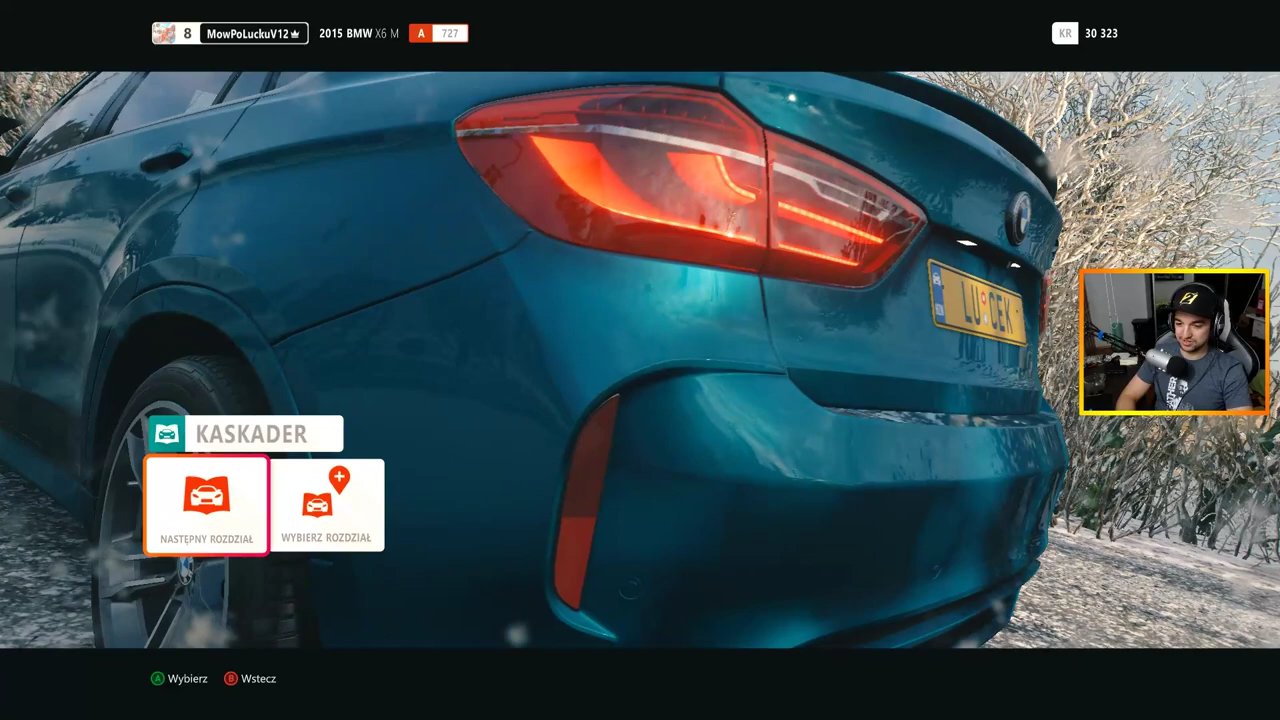 8 MowPoLuckuV12 2015 BMW X6 M A 727
KR 30 323
LU CEK
KASKADER
NASTĘPNY ROZDZIAŁ
WYBIERZ ROZDZIAŁ
A Wybierz B Wstecz